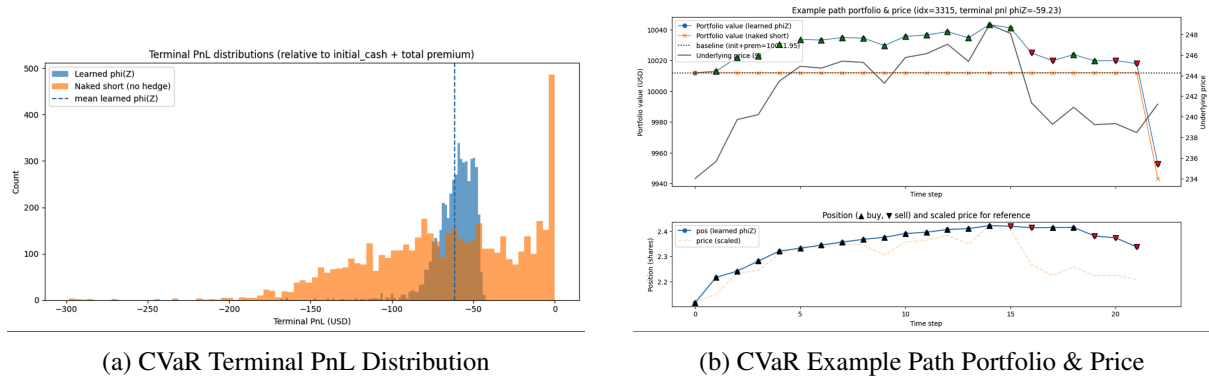 Terminal PnL distributions (relative to initial_cash + total premium)
500
400
300
200
100
0
Count
Learned phi(Z)
Naked short (no hedge)
mean learned phi(Z)
−300
−250
−200
−150
−100
−50
0
Terminal PnL (USD)
(a) CVaR Terminal PnL Distribution
Example Path portfolio & price (idx=3315, terminal pnl phiZ=-59.23)
10040
10020
10000
9980
9960
9940
Portfolio value (USD)
Portfolio value (learned phiZ)
Portfolio value (naked short)
baseline (init+prem=10011.95)
Underlying price (S)
248
246
244
242
240
238
236
234
Underlying price
0
5
10
15
20
Time step
Position (▲ buy, ▼ sell) and scaled price for reference
2.4
2.3
2.2
Position (shares)
pos (learned phiZ)
price (scaled)
0
5
10
15
20
Time step
(b) CVaR Example Path Portfolio & Price